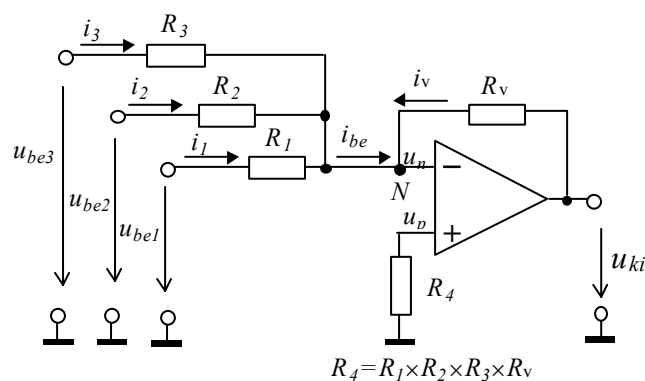 i3 R3
i2 R2 iv Rv
i1 R1 ibe un −
ube3 ube2 ube1 N up +
R4 uki
R4=R1×R2×R3×Rv